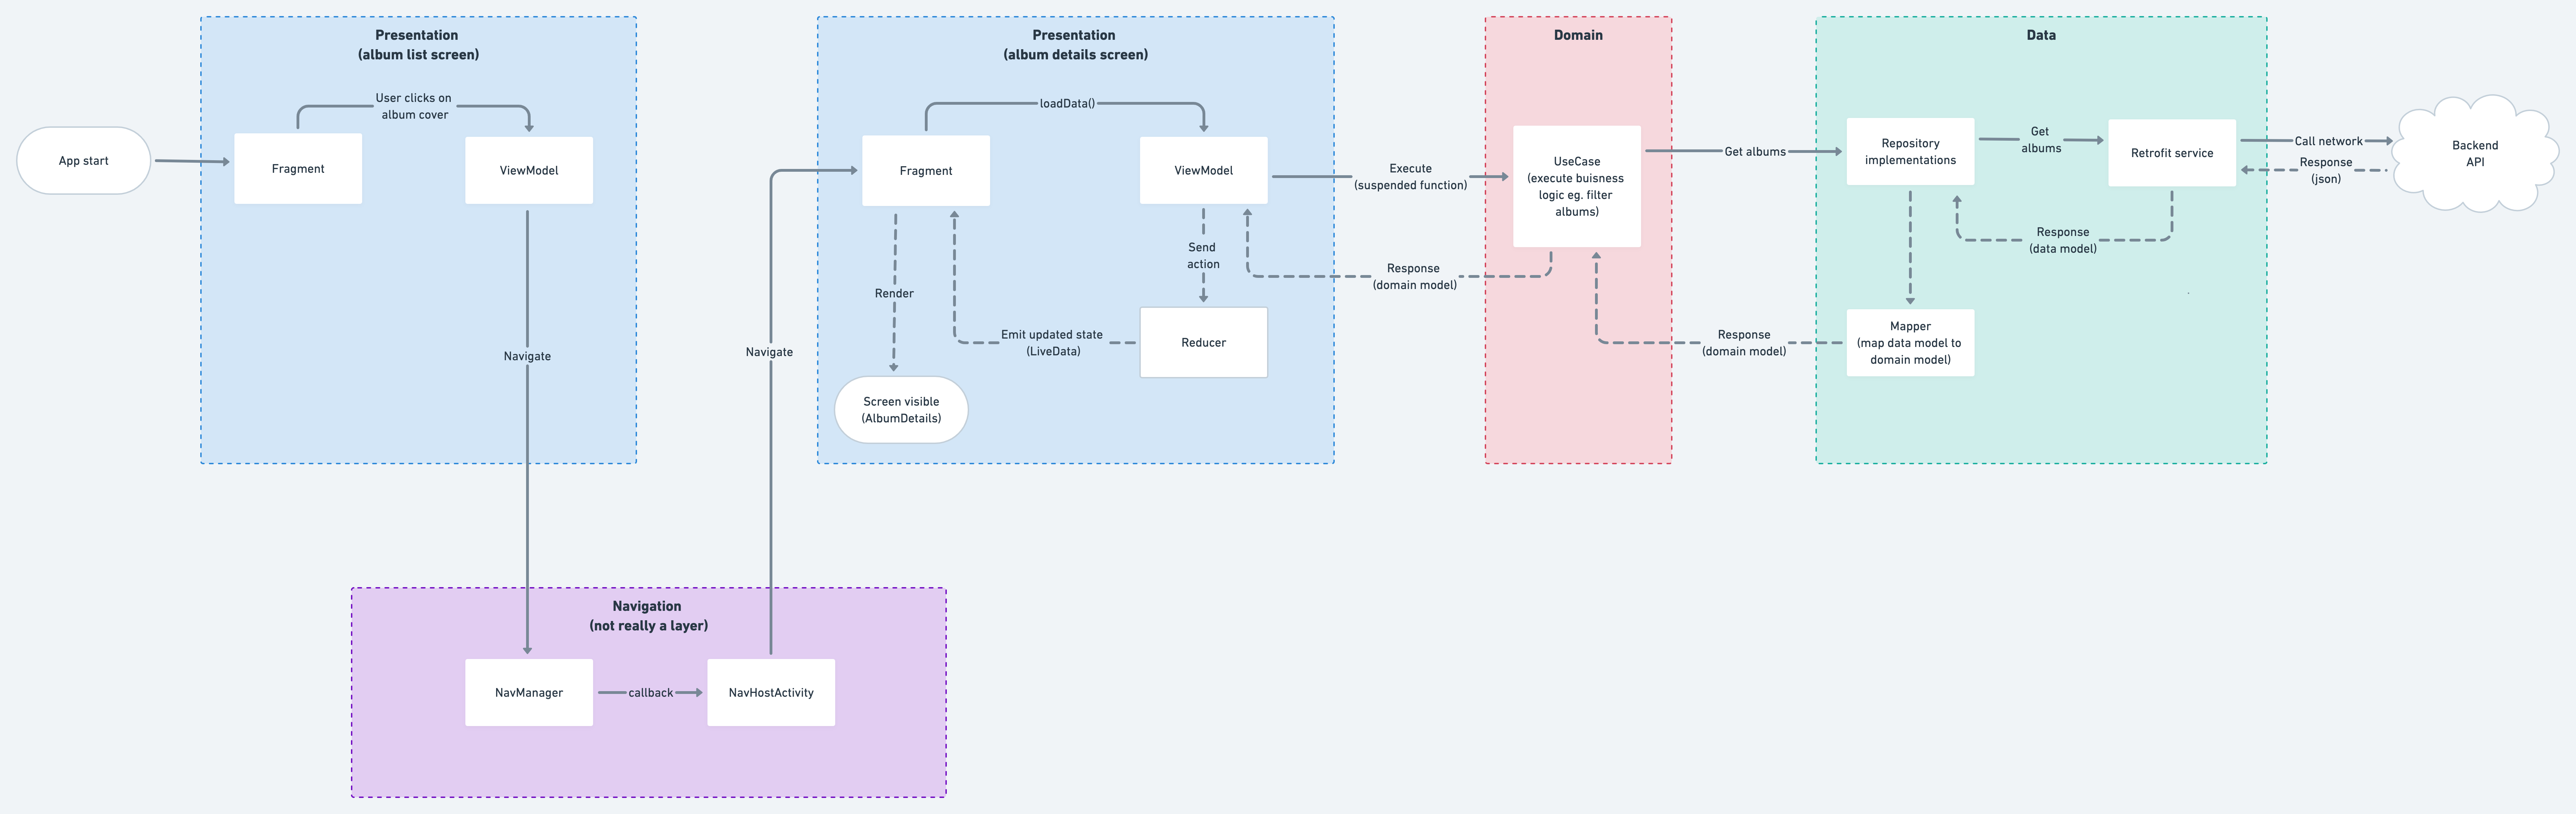 Presentation
(album list screen)
User clicks on
album cover
App start
Fragment
ViewModel
Navigate
Navigate
Presentation
(album details screen)
loadData()
Fragment
ViewModel
Render
Send
action
Emit updated state
(LiveData)
Reducer
Screen visible
(AlbumDetails)
Execute
(suspended function)
Response
(domain model)
Domain
UseCase
(execute buisness
logic eg. filter
albums)
Get albums
Response
(domain model)
Data
Repository
implementations
Get
albums
Retrofit service
Response
(data model)
Mapper
(map data model to
domain model)
Call network
Response
(json)
Backend
API
Navigation
(not really a layer)
NavManager
callback
NavHostActivity